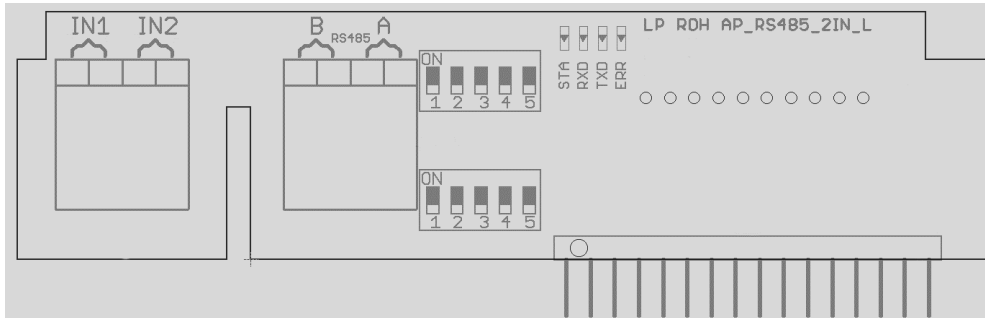 IN1 IN2
B RS485 A
LP RDH AP_RS485_2IN_L
STA
RXD
TXD
ERR
ON
1 2 3 4 5
ON
1 2 3 4 5